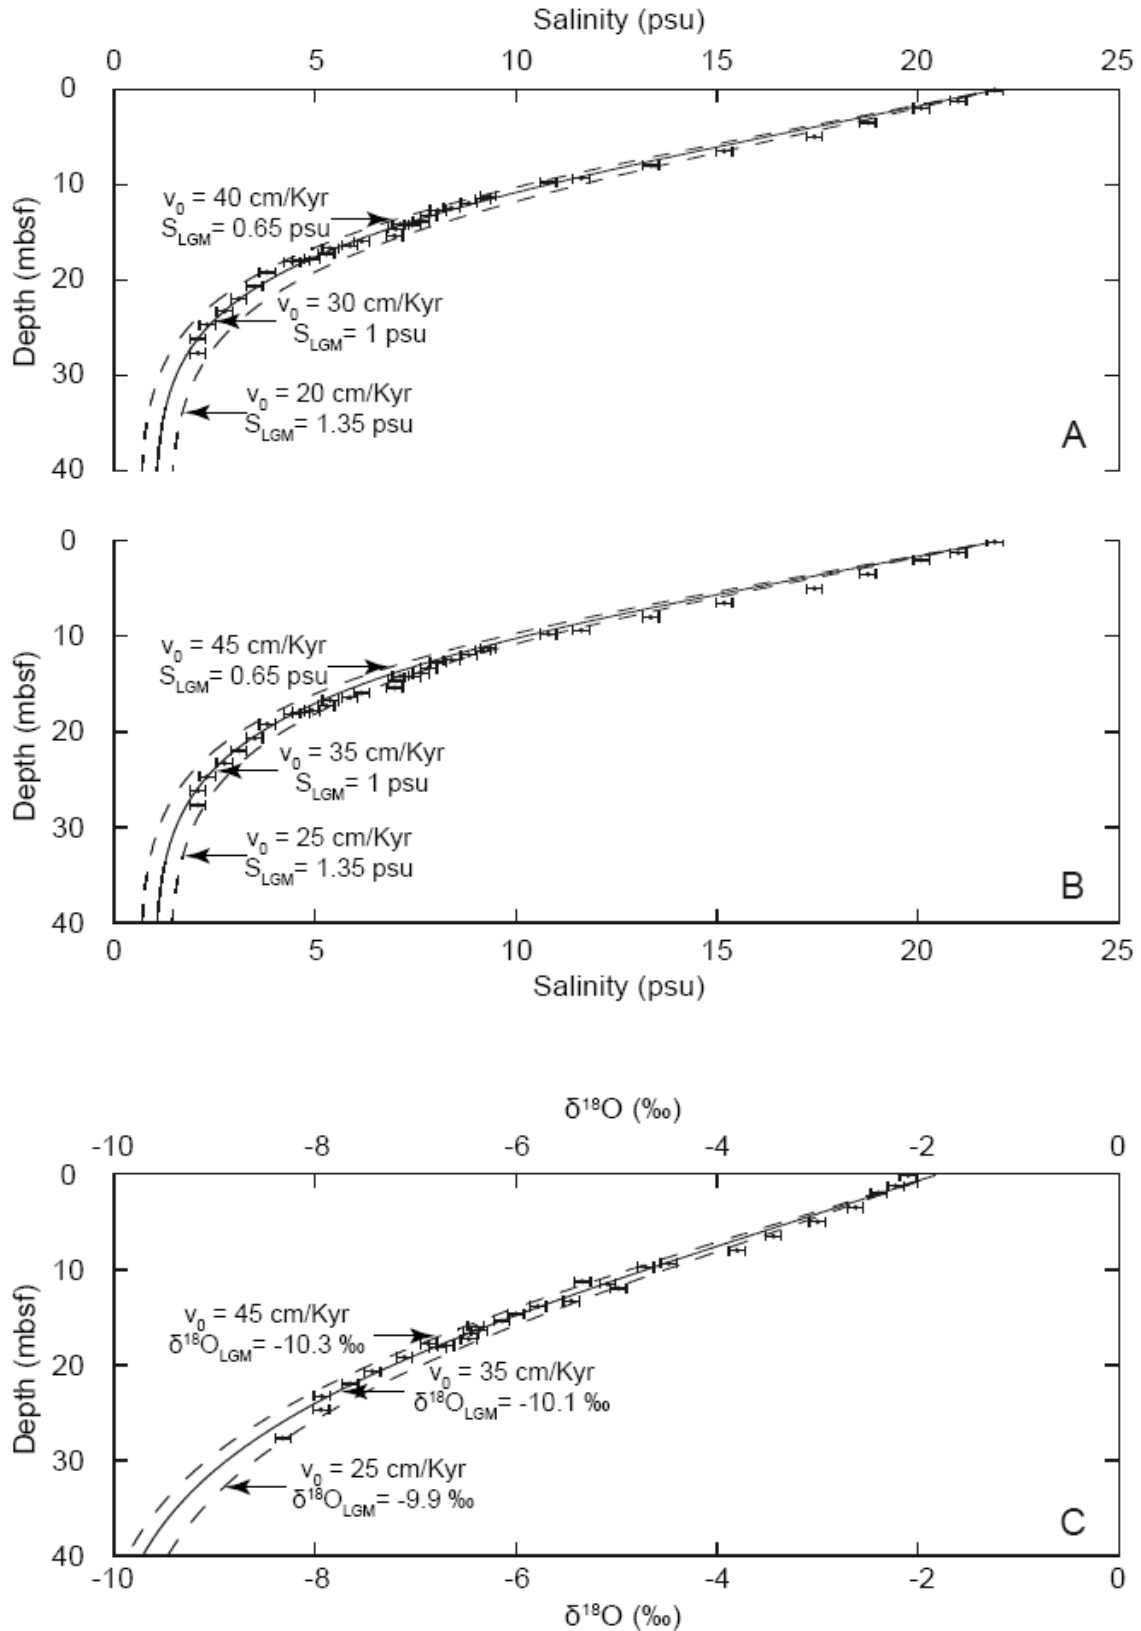 Salinity (psu)
0 5 10 15 20 25
0
10
20
30
40
Depth (mbsf)
v0 = 40 cm/Kyr
SLGM = 0.65 psu
v0 = 30 cm/Kyr
SLGM= 1 psu
v0 = 20 cm/Kyr
SLGM= 1.35 psu
A
0
10
20
30
40
Depth (mbsf)
v0 = 45 cm/Kyr
SLGM = 0.65 psu
v0 = 35 cm/Kyr
SLGM= 1 psu
v0 = 25 cm/Kyr
SLGM= 1.35 psu
B
0 5 10 15 20 25
Salinity (psu)
δ¹⁸O (‰)
-10 -8 -6 -4 -2 0
0
10
20
30
40
Depth (mbsf)
v0 = 45 cm/Kyr
δ¹⁸OLGM= -10.3 ‰
v0 = 35 cm/Kyr
δ¹⁸OLGM= -10.1 ‰
v0 = 25 cm/Kyr
δ¹⁸OLGM= -9.9 ‰
C
-10 -8 -6 -4 -2 0
δ¹⁸O (‰)